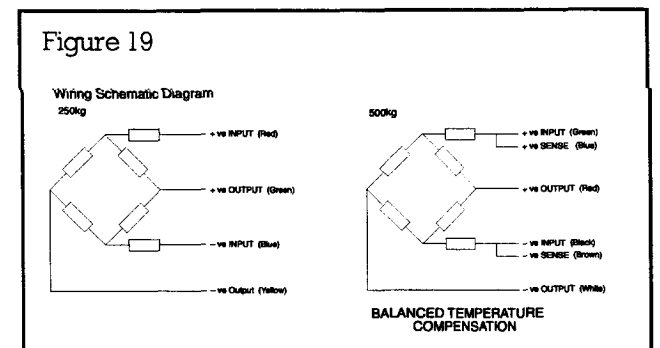 Figure 19
Wiring Schematic Diagram
250kg
+ ve INPUT (Red)
+ ve OUTPUT (Green)
– ve INPUT (Blue)
– ve Output (Yellow)
500kg
+ ve INPUT (Green)
+ ve SENSE (Blue)
+ ve OUTPUT (Red)
– ve INPUT (Black)
– ve SENSE (Brown)
– ve OUTPUT (White)
BALANCED TEMPERATURE
COMPENSATION